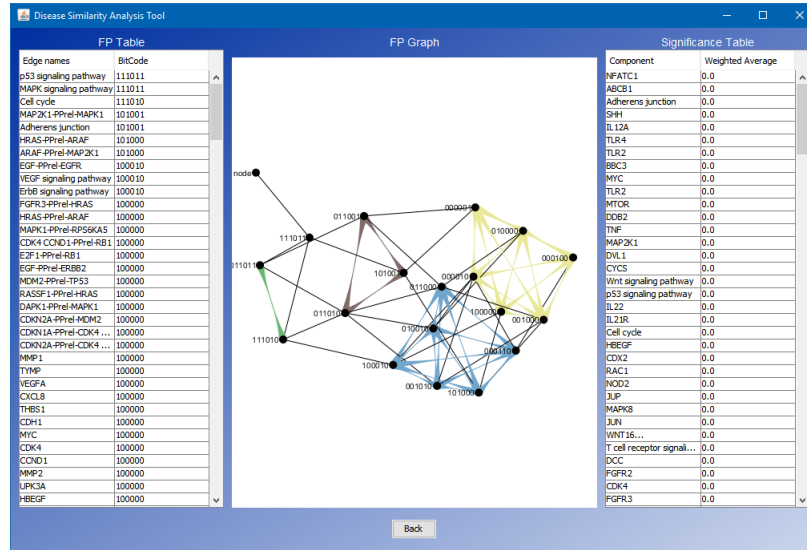 Disease Similarity Analysis Tool
FP Table
Edge names BitCode
p53 signaling pathway 111011
MAPK signaling pathway 111011
Cell cycle 111010
MAP2K1-PPrel-MAPK1 101001
Adherens junction 101001
HRAS-PPrel-ARAF 101000
ARAF-PPrel-MAP2K1 101000
EGF-PPrel-EGFR 100010
VEGF signaling pathway 100010
ErbB signaling pathway 100010
FGFR3-PPrel-HRAS 100000
HRAS-PPrel-ARAF 100000
MAPK1-PPrel-RPS6KA5 100000
CDK4 CCND1-PPrel-RB1 100000
E2F1-PPrel-RB1 100000
EGF-PPrel-ERBB2 100000
MDM2-PPrel-TP53 100000
RASSF1-PPrel-HRAS 100000
DAPK1-PPrel-MAPK1 100000
CDKN2A-PPrel-MDM2 100000
CDKN1A-PPrel-CDK4 ... 100000
CDKN2A-PPrel-CDK4 ... 100000
MMP1 100000
TYMP 100000
VEGFA 100000
CXCL8 100000
THBS1 100000
CDH1 100000
MYC 100000
CDK4 100000
CCND1 100000
MMP2 100000
UPK3A 100000
HBEGF 100000
FP Graph
node
011001
000001
111011
010000
000100
011011
101001
000010
011000
100000
011010
001000
010010
111010
000110
100010
001010
101000
Significance Table
Component Weighted Average
NFATC1 0.0
ABCB1 0.0
Adherens junction 0.0
SHH 0.0
IL12A 0.0
TLR4 0.0
TLR2 0.0
BBC3 0.0
MYC 0.0
TLR2 0.0
MTOR 0.0
DDB2 0.0
TNF 0.0
MAP2K1 0.0
DVL1 0.0
CYCS 0.0
Wnt signaling pathway 0.0
p53 signaling pathway 0.0
IL22 0.0
IL21R 0.0
Cell cycle 0.0
HBEGF 0.0
CDX2 0.0
RAC1 0.0
NOD2 0.0
JUP 0.0
MAPK8 0.0
JUN 0.0
WNT16... 0.0
T cell receptor signali... 0.0
DCC 0.0
FGFR2 0.0
CDK4 0.0
FGFR3 0.0
Back